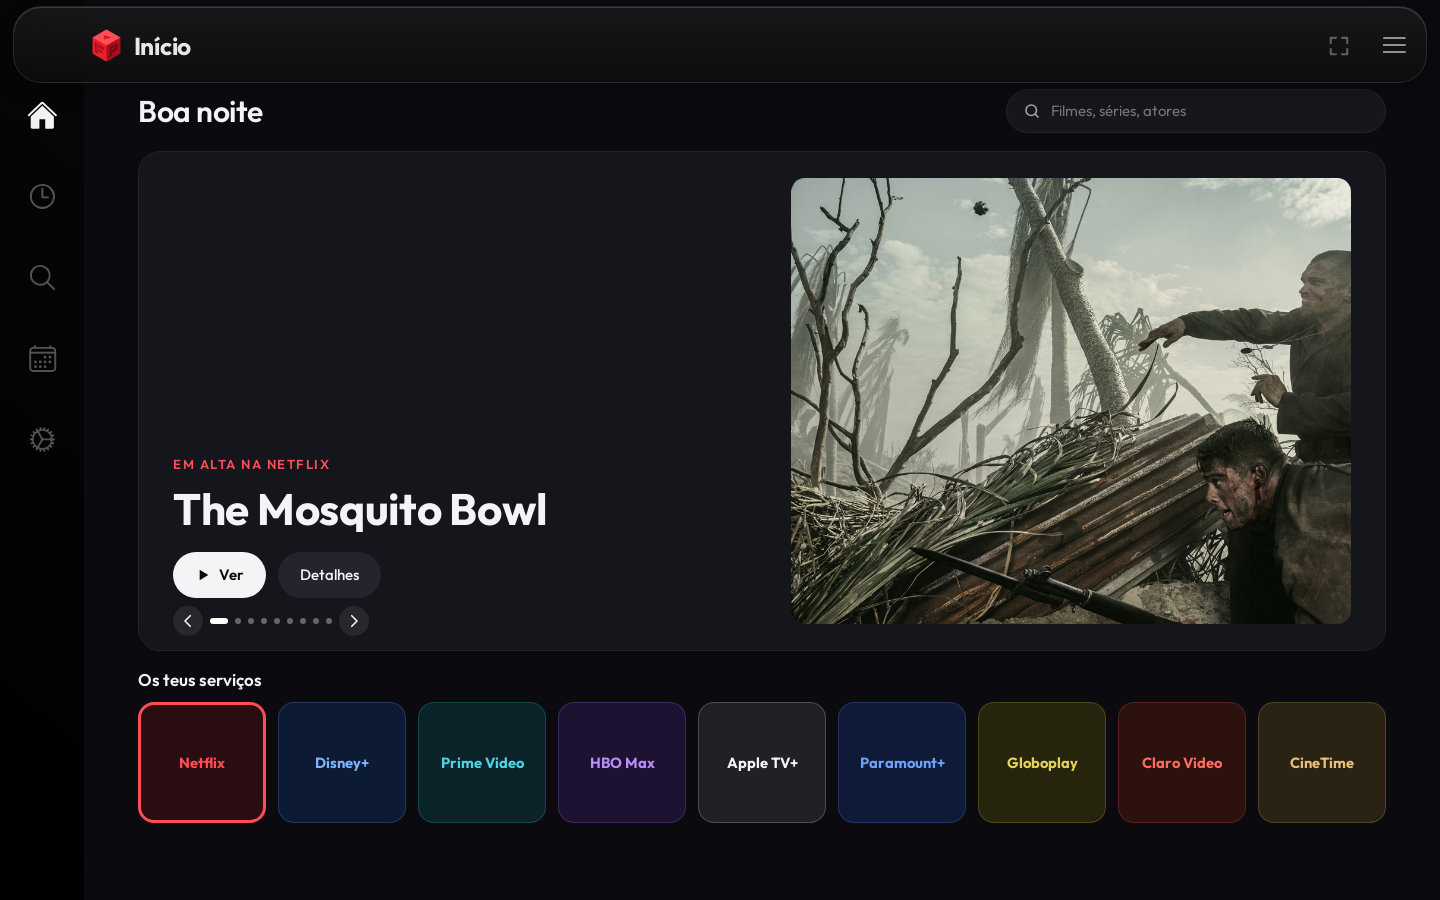 Início
Boa noite
Filmes, séries, atores
EM ALTA NA NETFLIX
The Mosquito Bowl
Ver
Detalhes
Os teus serviços
Netflix
Disney+
Prime Video
HBO Max
Apple TV+
Paramount+
Globoplay
Claro Video
CineTime